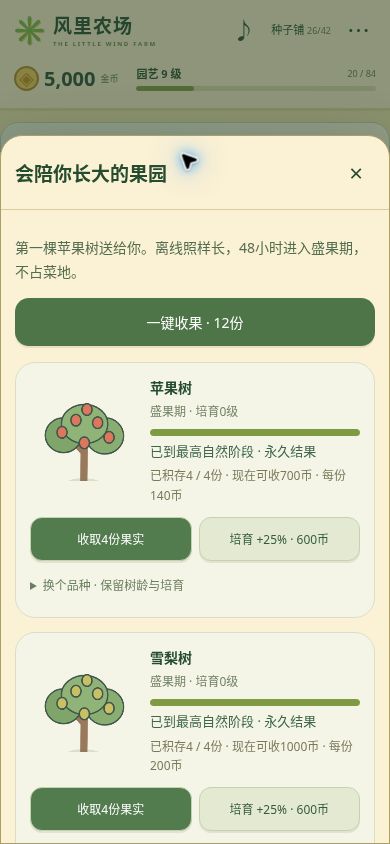 风里农场
THE LITTLE WIND FARM
种子铺 26/42
5,000 金币
园艺 9 级
20 / 84
会陪你长大的果园
第一棵苹果树送给你。离线照样长，48小时进入盛果期，
不占菜地。
一键收果 · 12份
苹果树
盛果期 · 培育0级
已到最高自然阶段 · 永久结果
已积存4 / 4份 · 现在可收700币 · 每份
140币
收取4份果实
培育 +25% · 600币
换个品种 · 保留树龄与培育
雪梨树
盛果期 · 培育0级
已到最高自然阶段 · 永久结果
已积存4 / 4份 · 现在可收1000币 · 每份
200币
收取4份果实
培育 +25% · 600币